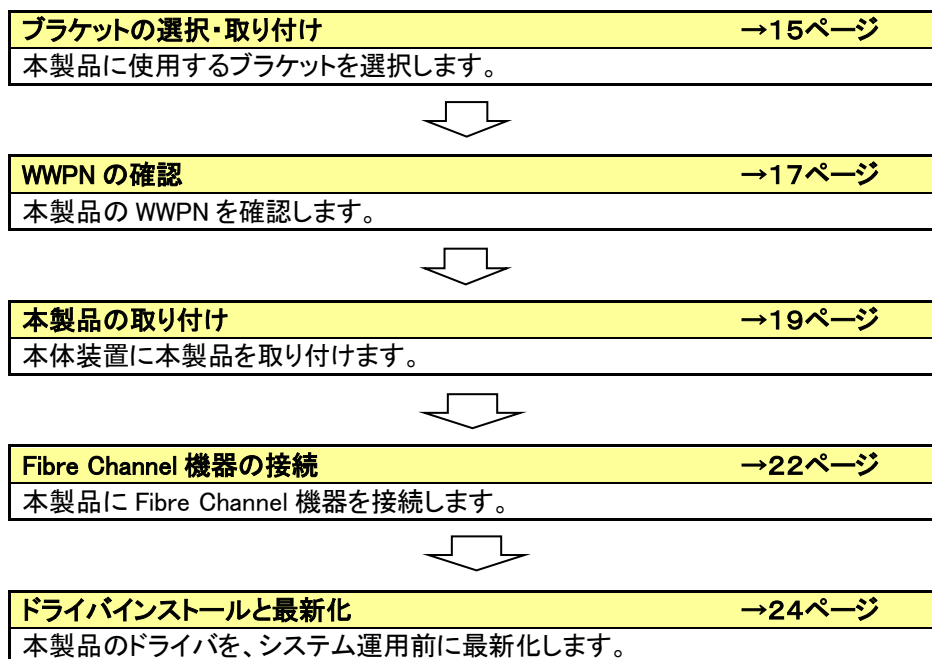 ブラケットの選択・取り付け →15ページ
本製品に使用するブラケットを選択します。
WWPN の確認 →17ページ
本製品の WWPN を確認します。
本製品の取り付け →19ページ
本体装置に本製品を取り付けます。
Fibre Channel 機器の接続 →22ページ
本製品に Fibre Channel 機器を接続します。
ドライバインストールと最新化 →24ページ
本製品のドライバを、システム運用前に最新化します。